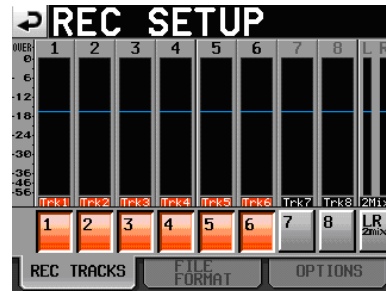 REC SETUP
OVER 1 2 3 4 5 6 7 8 L R
0
6
12
18
24
30
36
46
56
Trk1 Trk2 Trk3 Trk4 Trk5 Trk6 Trk7 Trk8 2Mix
1 2 3 4 5 6 7 8 LR
2mix
REC TRACKS FILE OPTIONS
FORMAT